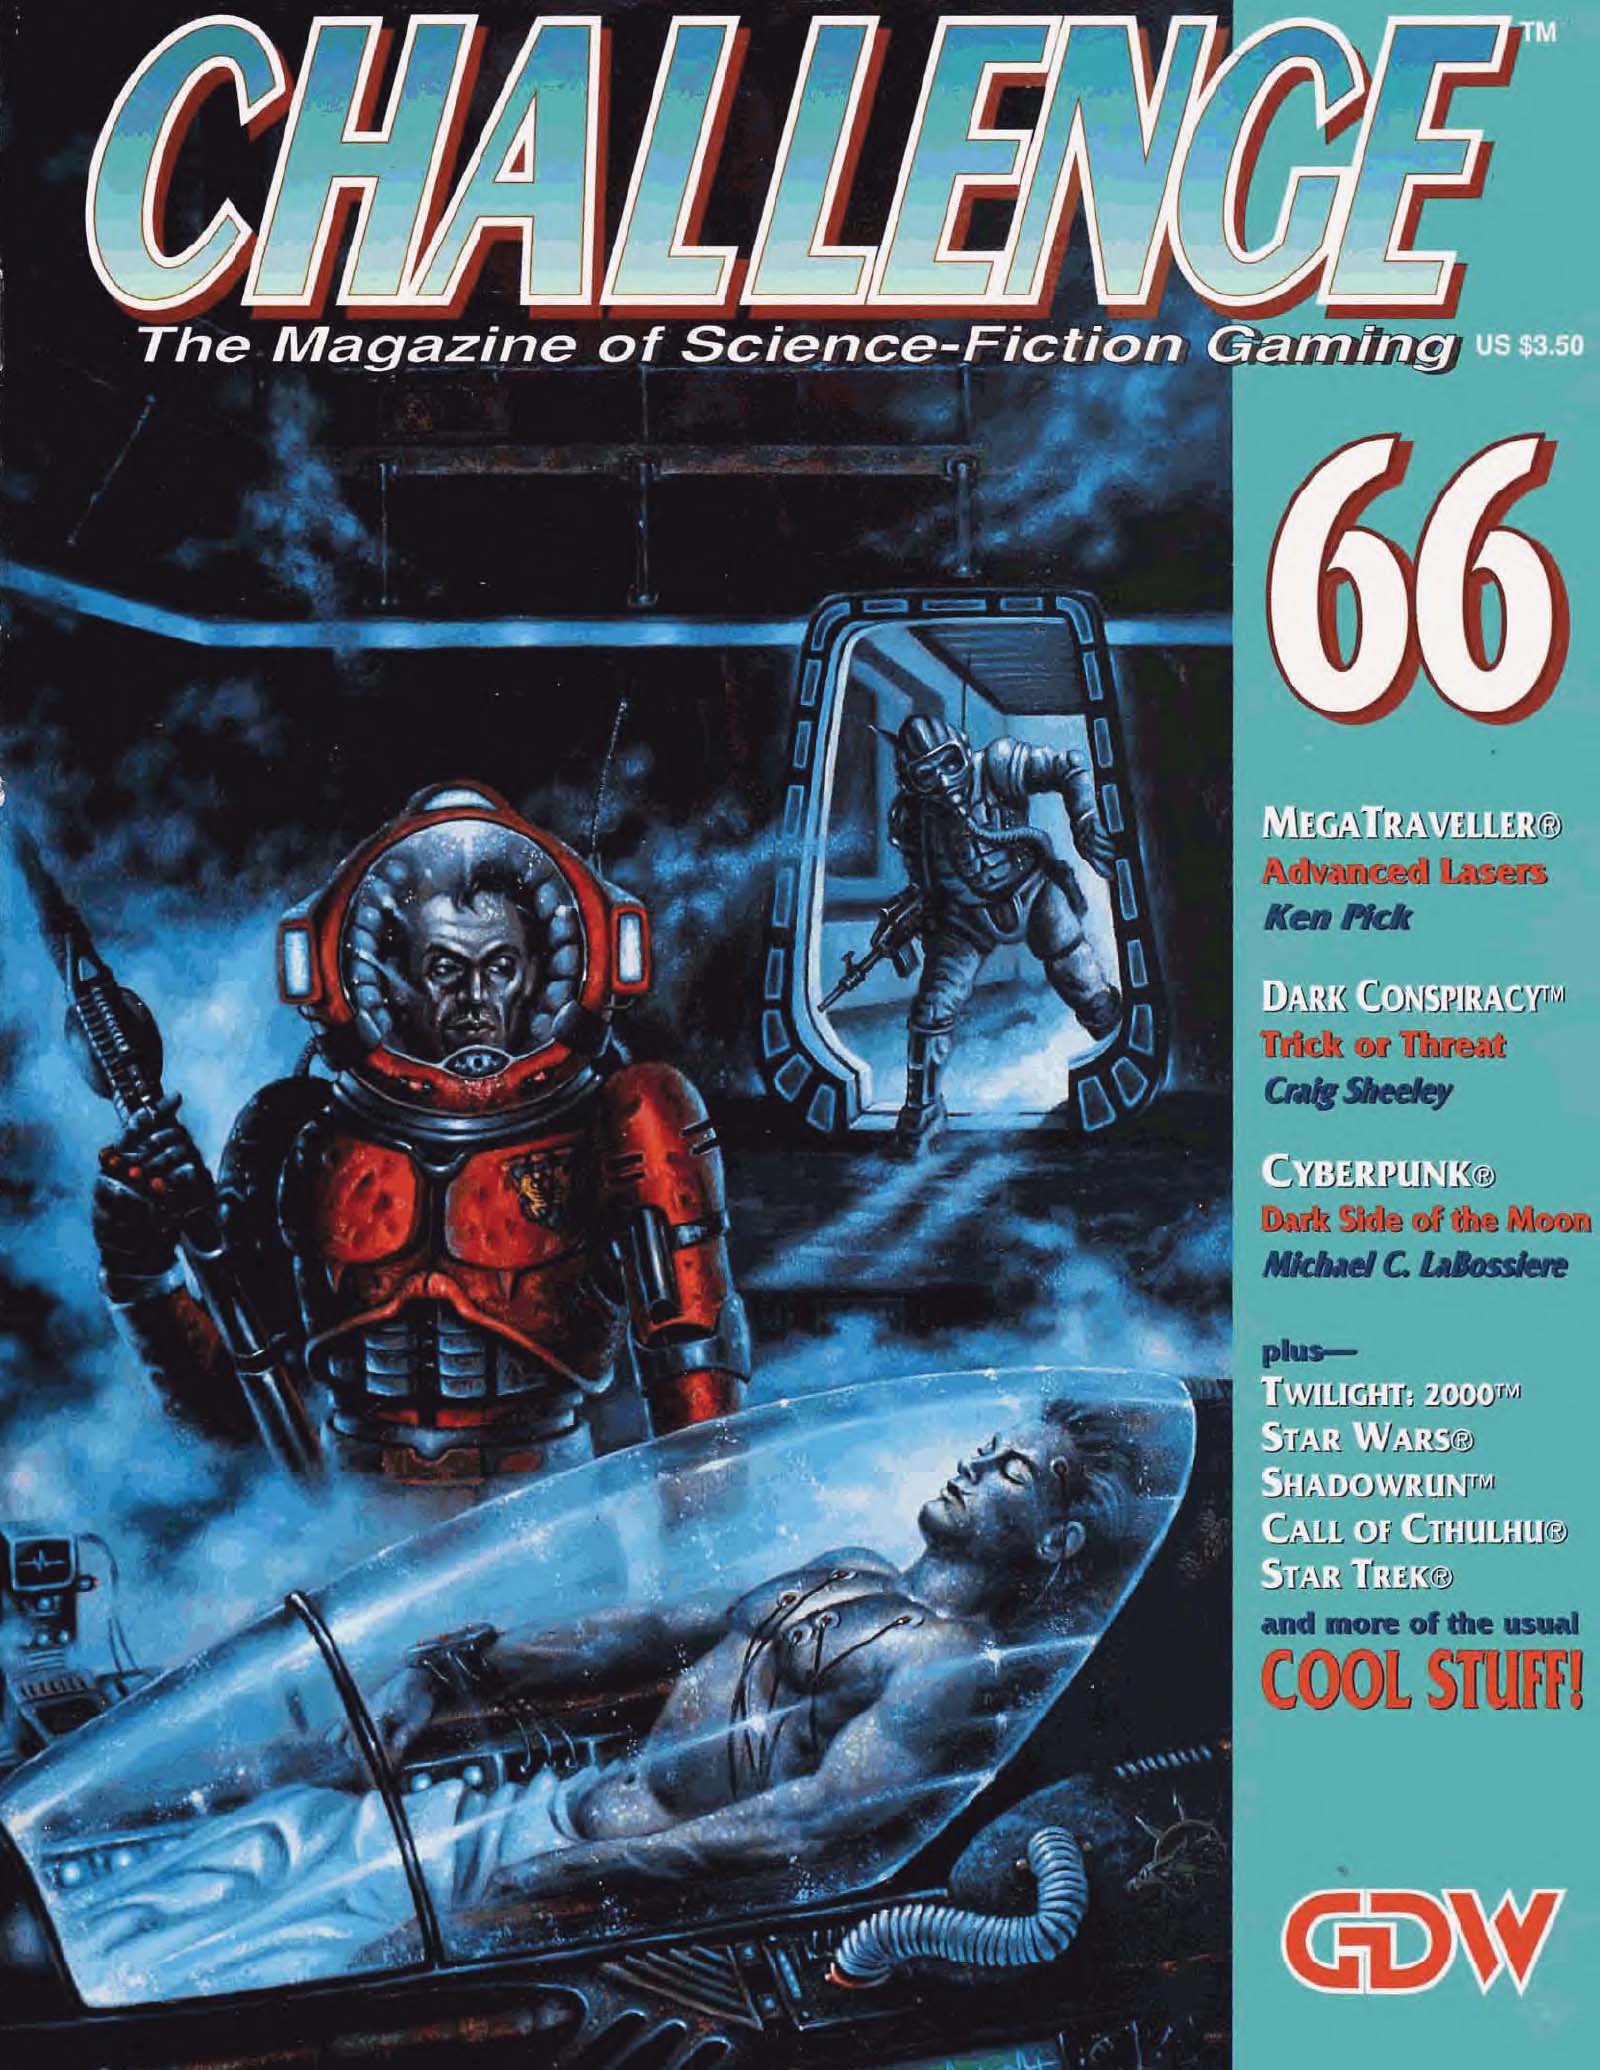 CHALLENGE™
The Magazine of Science-Fiction Gaming
US $3.50
66
MEGATRAVELLER®
Advanced Lasers
Ken Pick
DARK CONSPIRACY™
Trick or Threat
Craig Sheeley
CYBERPUNK®
Dark Side of the Moon
Michael C. LaBossiere
plus—
TWILIGHT: 2000™
STAR WARS®
SHADOWRUN™
CALL OF CTHULHU®
STAR TREK®
and more of the usual
COOL STUFF!
GDW